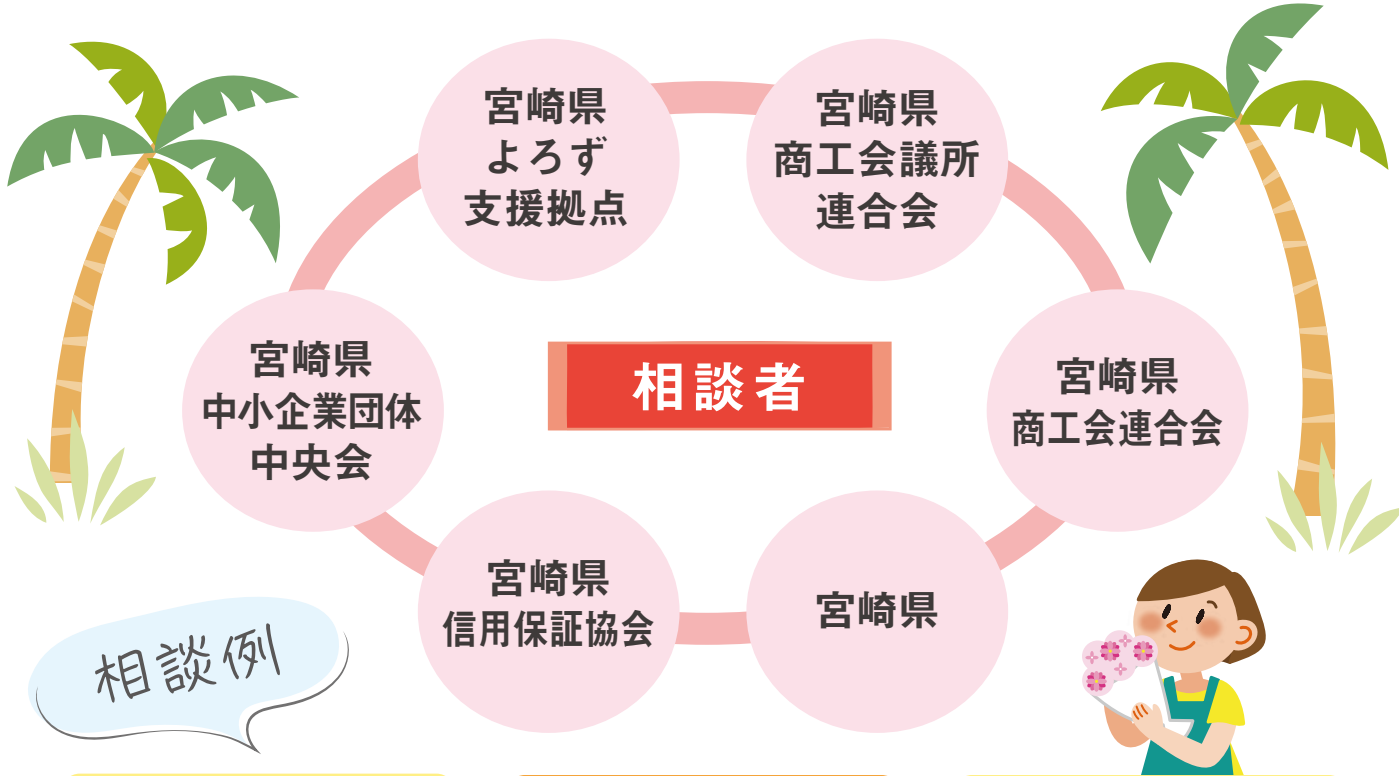 宮崎県
よろず
支援拠点
宮崎県
商工会議所
連合会
宮崎県
中小企業団体
中央会
相談者
宮崎県
商工会連合会
宮崎県
信用保証協会
宮崎県
相談例